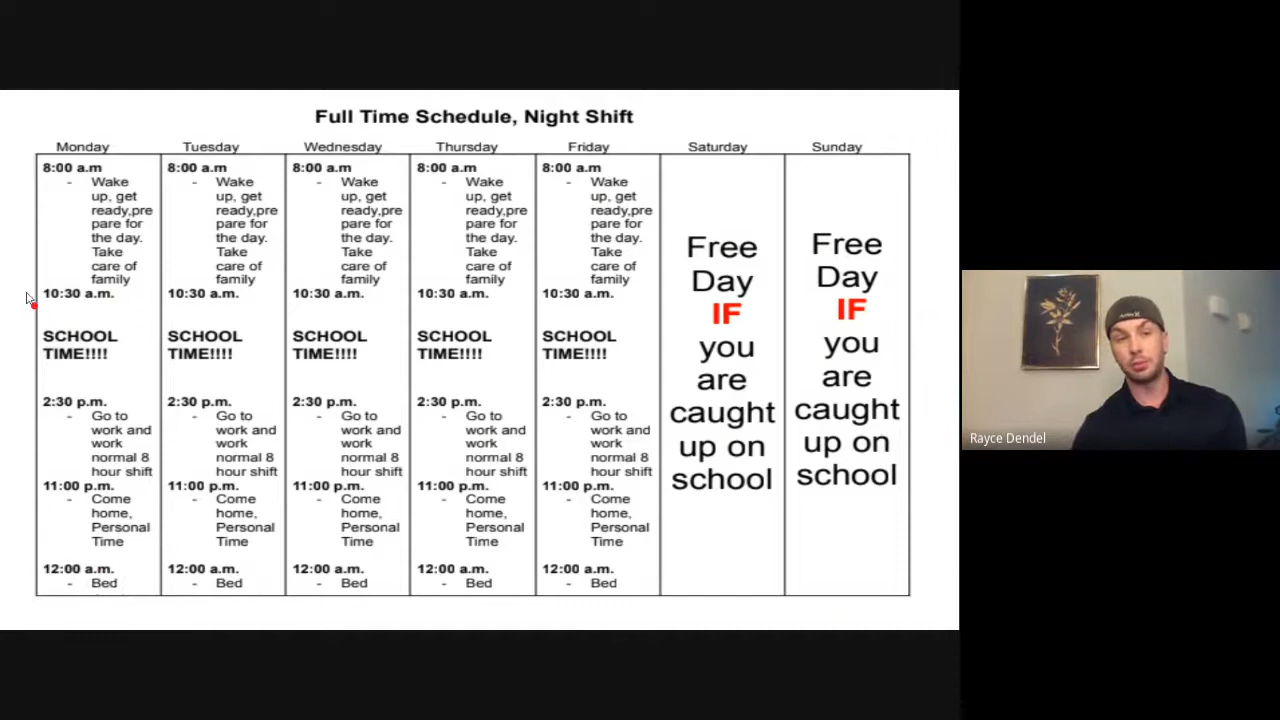 Full Time Schedule, Night Shift
Monday
Tuesday
Wednesday
Thursday
Friday
Saturday
Sunday
8:00 a.m
- Wake
up, get
ready,pre
pare for
the day.
Take
care of
family
10:30 a.m.
SCHOOL
TIME!!!!
2:30 p.m.
- Go to
work and
work
normal 8
hour shift
11:00 p.m.
- Come
home,
Personal
Time
12:00 a.m.
- Bed
8:00 a.m
- Wake
up, get
ready,pre
pare for
the day.
Take
care of
family
10:30 a.m.
SCHOOL
TIME!!!!
2:30 p.m.
- Go to
work and
work
normal 8
hour shift
11:00 p.m.
- Come
home,
Personal
Time
12:00 a.m.
- Bed
8:00 a.m
- Wake
up, get
ready,pre
pare for
the day.
Take
care of
family
10:30 a.m.
SCHOOL
TIME!!!!
2:30 p.m.
- Go to
work and
work
normal 8
hour shift
11:00 p.m.
- Come
home,
Personal
Time
12:00 a.m.
- Bed
8:00 a.m
- Wake
up, get
ready,pre
pare for
the day.
Take
care of
family
10:30 a.m.
SCHOOL
TIME!!!!
2:30 p.m.
- Go to
work and
work
normal 8
hour shift
11:00 p.m.
- Come
home,
Personal
Time
12:00 a.m.
- Bed
8:00 a.m
- Wake
up, get
ready,pre
pare for
the day.
Take
care of
family
10:30 a.m.
SCHOOL
TIME!!!!
2:30 p.m.
- Go to
work and
work
normal 8
hour shift
11:00 p.m.
- Come
home,
Personal
Time
12:00 a.m.
- Bed
Free
Day
IF
you
are
caught
up on
school
Free
Day
IF
you
are
caught
up on
school
Rayce Dendel